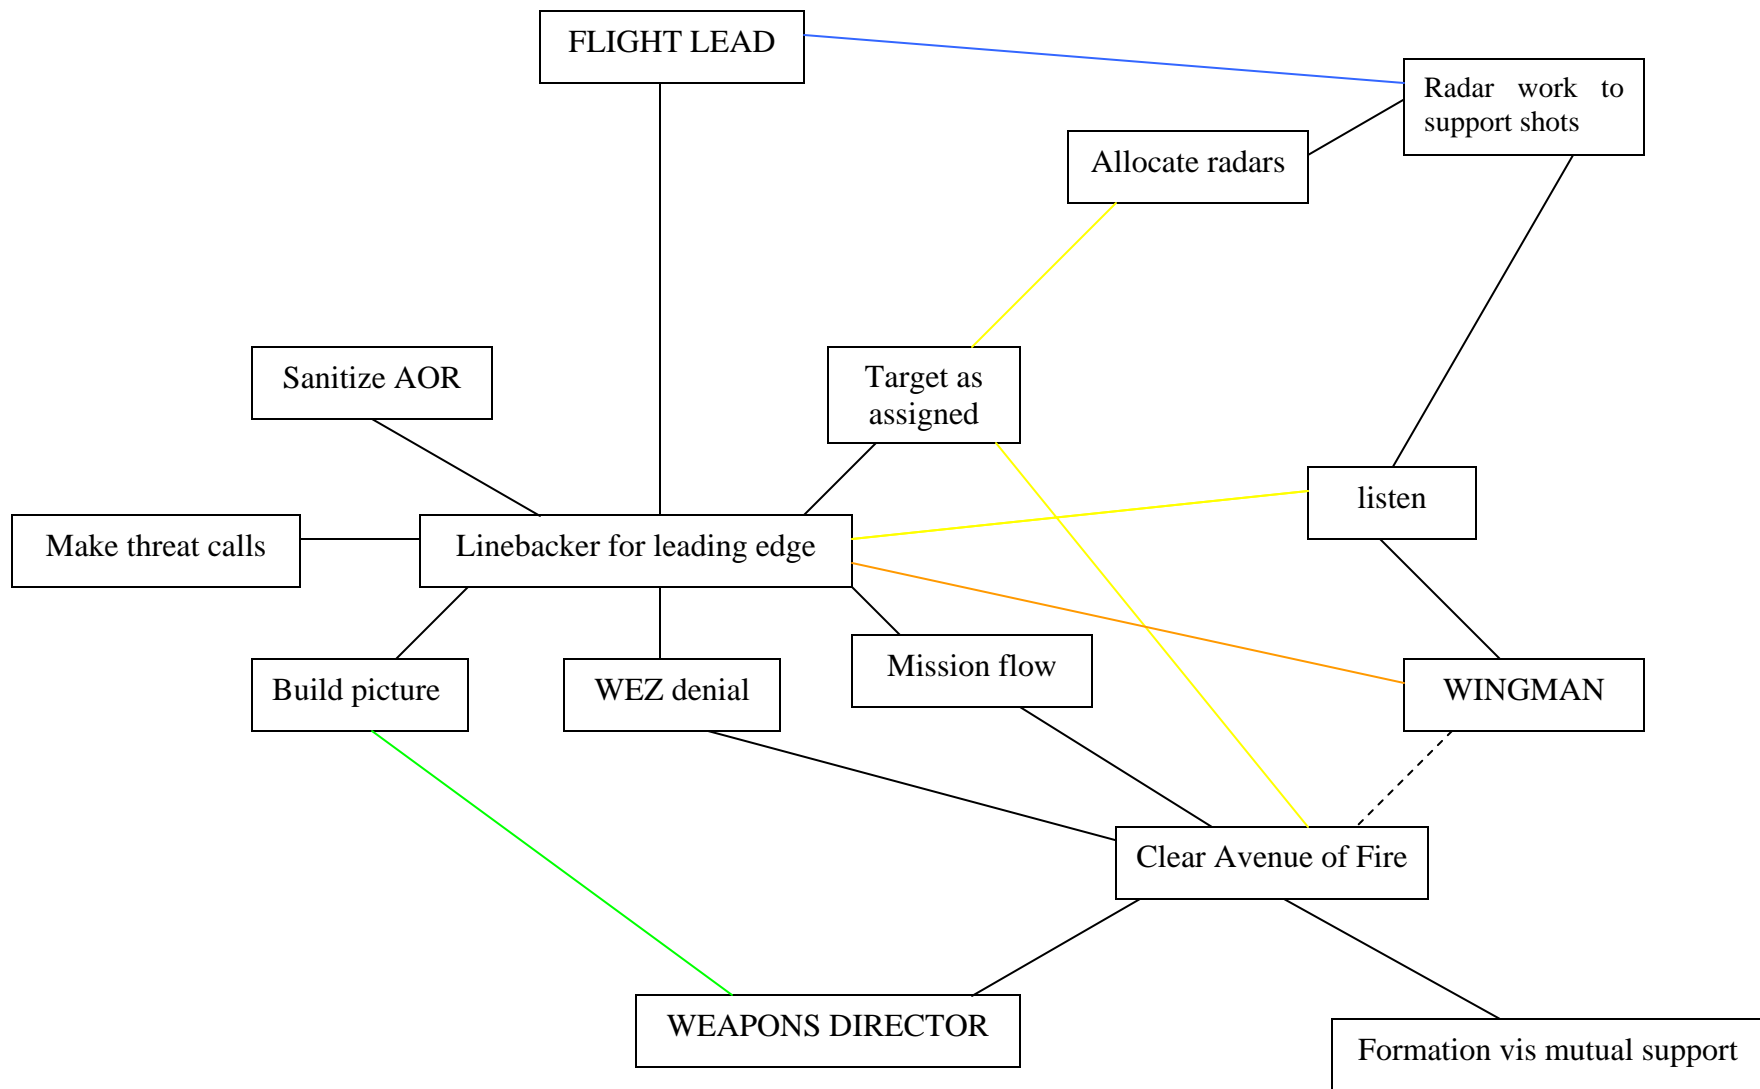 FLIGHT LEAD
Radar work to
support shots
Allocate radars
Sanitize AOR
Target as
assigned
listen
Make threat calls
Linebacker for leading edge
Build picture
WEZ denial
Mission flow
WINGMAN
Clear Avenue of Fire
WEAPONS DIRECTOR
Formation vis mutual support